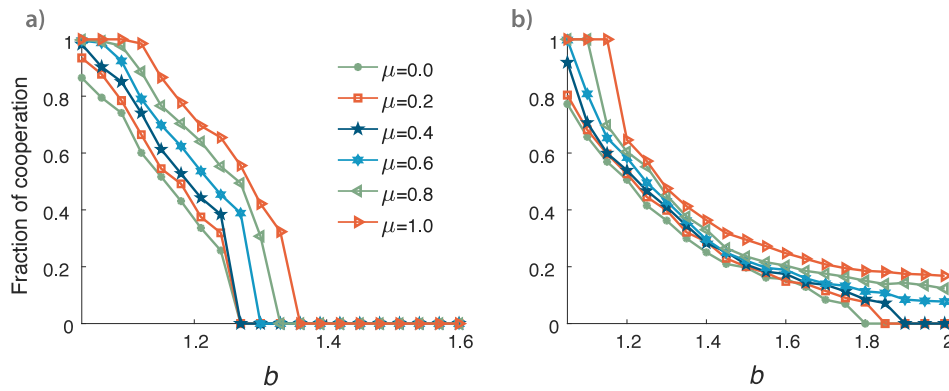 a)
b)
Fraction of cooperation
1
0.8
0.6
0.4
0.2
0
1.2
1.4
1.6
b
μ=0.0
μ=0.2
μ=0.4
μ=0.6
μ=0.8
μ=1.0
1
0.8
0.6
0.4
0.2
0
1.2
1.4
1.6
1.8
2
b